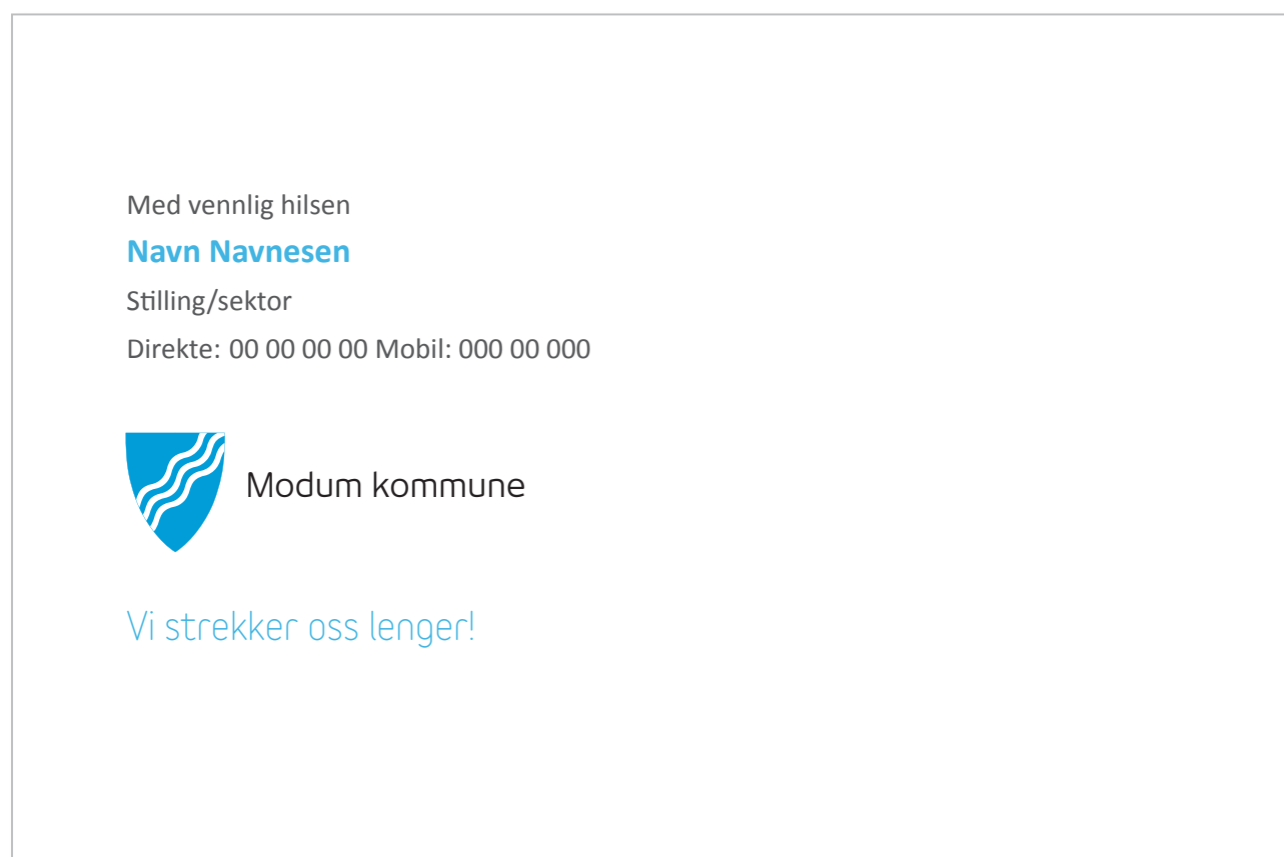 Med vennlig hilsen
Navn Navnesen
Stilling/sektor
Direkte: 00 00 00 00 Mobil: 000 00 000
Modum kommune
Vi strekker oss lenger!